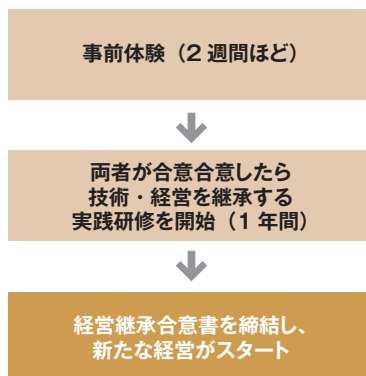 事前体験（2 週間ほど）
両者が合意合意したら
技術・経営を継承する
実践研修を開始（1 年間）
経営継承合意書を締結し、
新たな経営がスタート